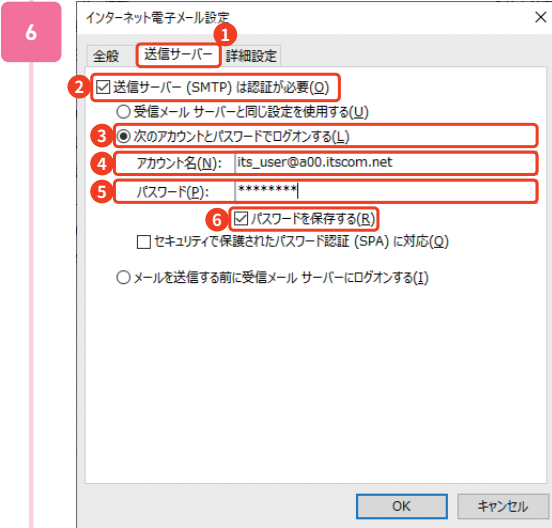 6
インターネット電子メール設定
1
全般 送信サーバー 詳細設定
2 送信サーバー (SMTP) は認証が必要(O)
受信メール サーバーと同じ設定を使用する(U)
3 次のアカウントとパスワードでログオンする(L)
4 アカウント名(N): its_user@a00.itscom.net
5 パスワード(P): ********
6 パスワードを保存する(R)
セキュリティで保護されたパスワード認証 (SPA) に対応(Q)
メールを送信する前に受信メール サーバーにログオンする(I)
OK キャンセル